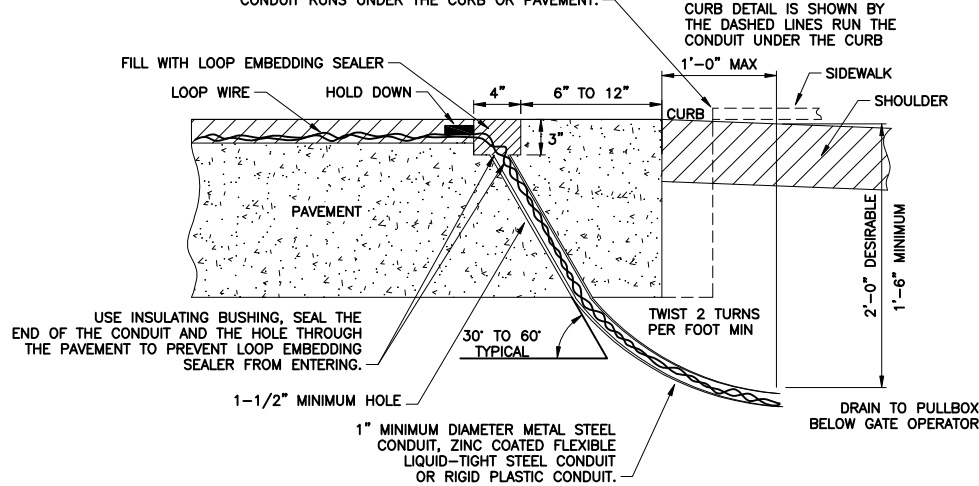 CONDUIT RUNS UNDER THE CURB OR PAVEMENT.
CURB DETAIL IS SHOWN BY
THE DASHED LINES RUN THE
CONDUIT UNDER THE CURB
1'-0" MAX
FILL WITH LOOP EMBEDDING SEALER
SIDEWALK
LOOP WIRE
HOLD DOWN
4"
6" TO 12"
SHOULDER
CURB
3"
PAVEMENT
2'-0" DESIRABLE
1'-6" MINIMUM
USE INSULATING BUSHING, SEAL THE
END OF THE CONDUIT AND THE HOLE THROUGH
THE PAVEMENT TO PREVENT LOOP EMBEDDING
SEALER FROM ENTERING.
TWIST 2 TURNS
PER FOOT MIN
30° TO 60°
TYPICAL
1-1/2" MINIMUM HOLE
DRAIN TO PULLBOX
BELOW GATE OPERATOR
1" MINIMUM DIAMETER METAL STEEL
CONDUIT, ZINC COATED FLEXIBLE
LIQUID-TIGHT STEEL CONDUIT
OR RIGID PLASTIC CONDUIT.